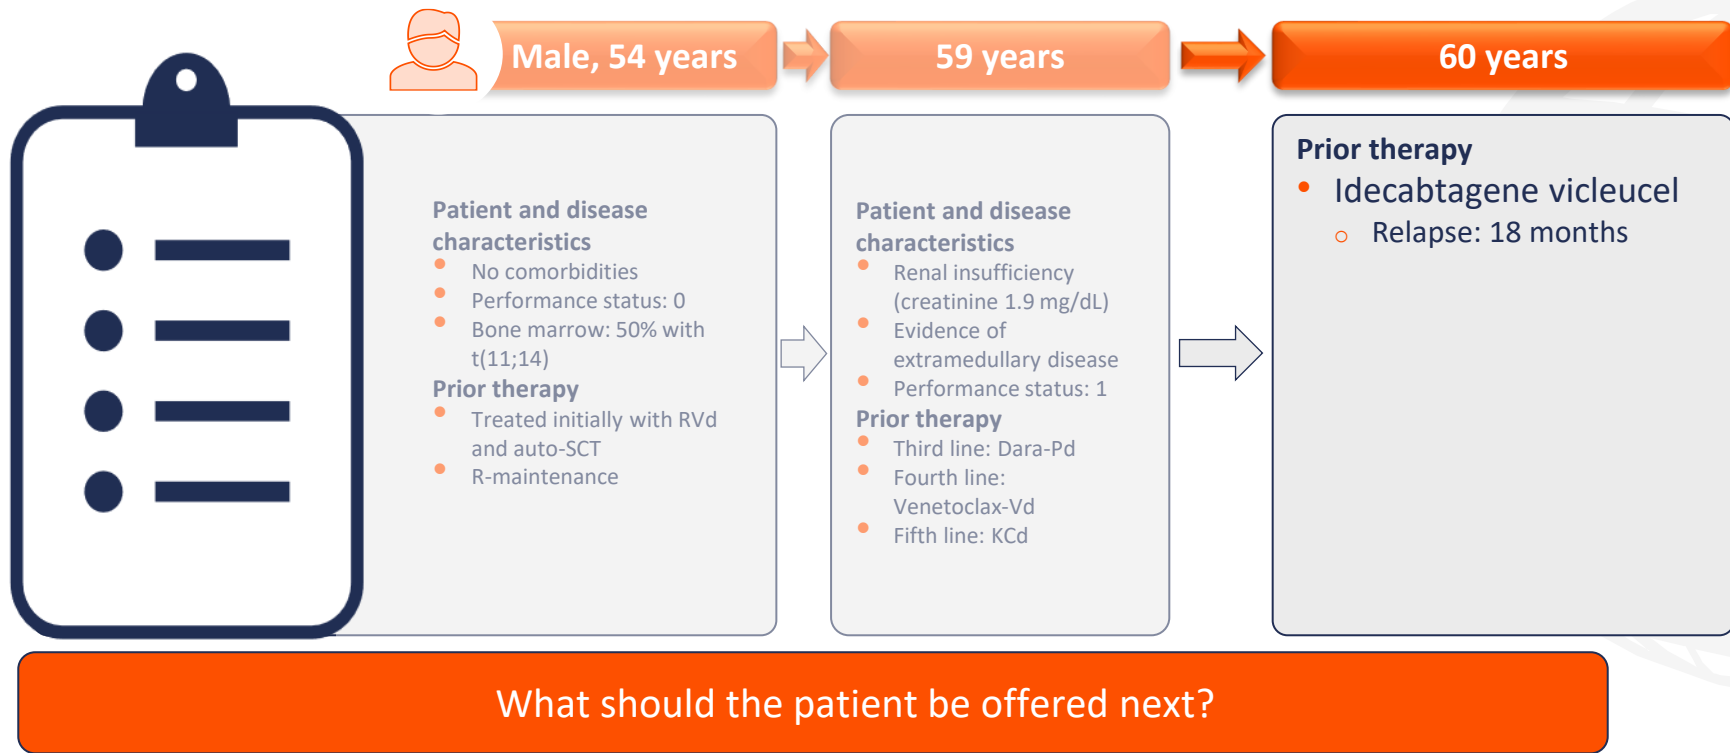 Male, 54 years
59 years
60 years
Patient and disease
characteristics
• No comorbidities
• Performance status: 0
• Bone marrow: 50% with
t(11;14)
Prior therapy
• Treated initially with RVd
and auto-SCT
• R-maintenance
Patient and disease
characteristics
• Renal insufficiency
(creatinine 1.9 mg/dL)
• Evidence of
extramedullary disease
• Performance status: 1
Prior therapy
• Third line: Dara-Pd
• Fourth line:
Venetoclax-Vd
• Fifth line: KCd
Prior therapy
• Idecabtagene vicleucel
o Relapse: 18 months
What should the patient be offered next?